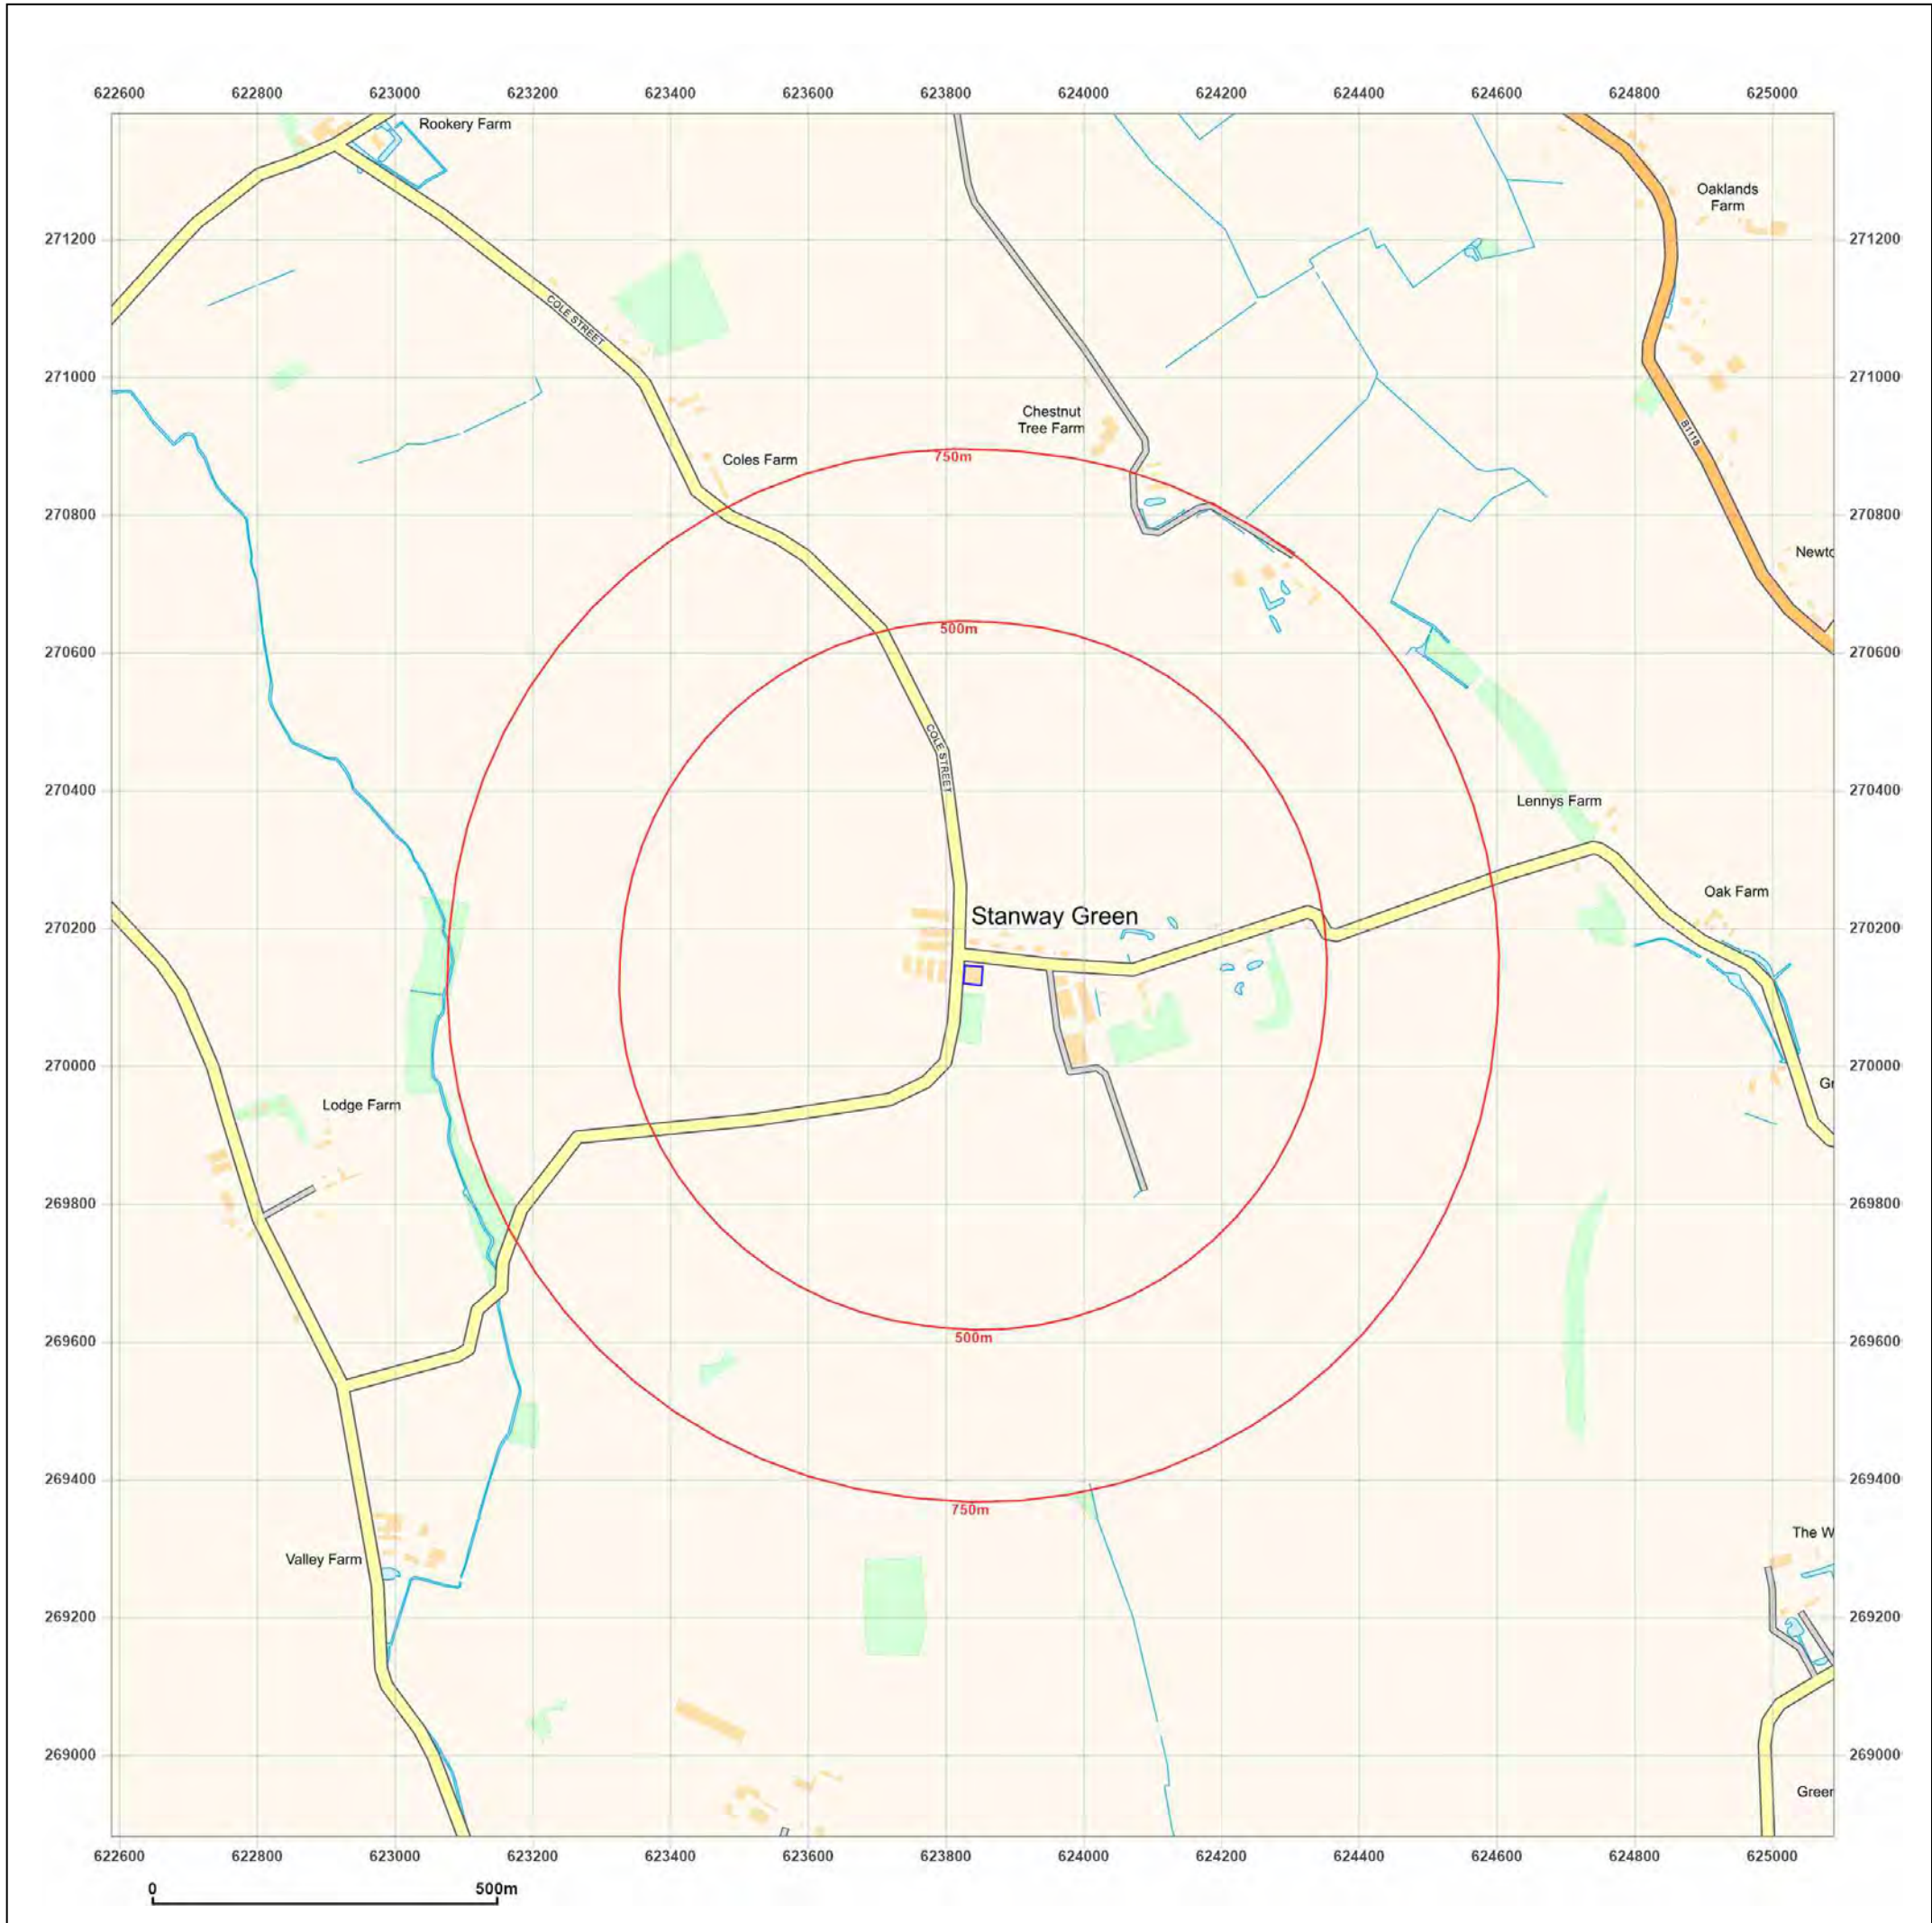 622600 622800 623000 623200 623400 623600 623800 624000 624200 624400 624600 624800 625000
Rookery Farm
Oaklands
Farm
271200 271200
COLE STREET
271000 271000
Chestnut
Tree Farm
B1118
Coles Farm
750m
270800 270800
Newto
500m
270600 270600
COLE STREET
270400 270400
Lennys Farm
Oak Farm
Stanway Green
270200 270200
270000 270000
Gr
Lodge Farm
269800 269800
269600 269600
500m
269400 269400
750m
The W
Valley Farm
269200 269200
269000 269000
Green
622600 622800 623000 623200 623400 623600 623800 624000 624200 624400 624600 624800 625000
0 500m